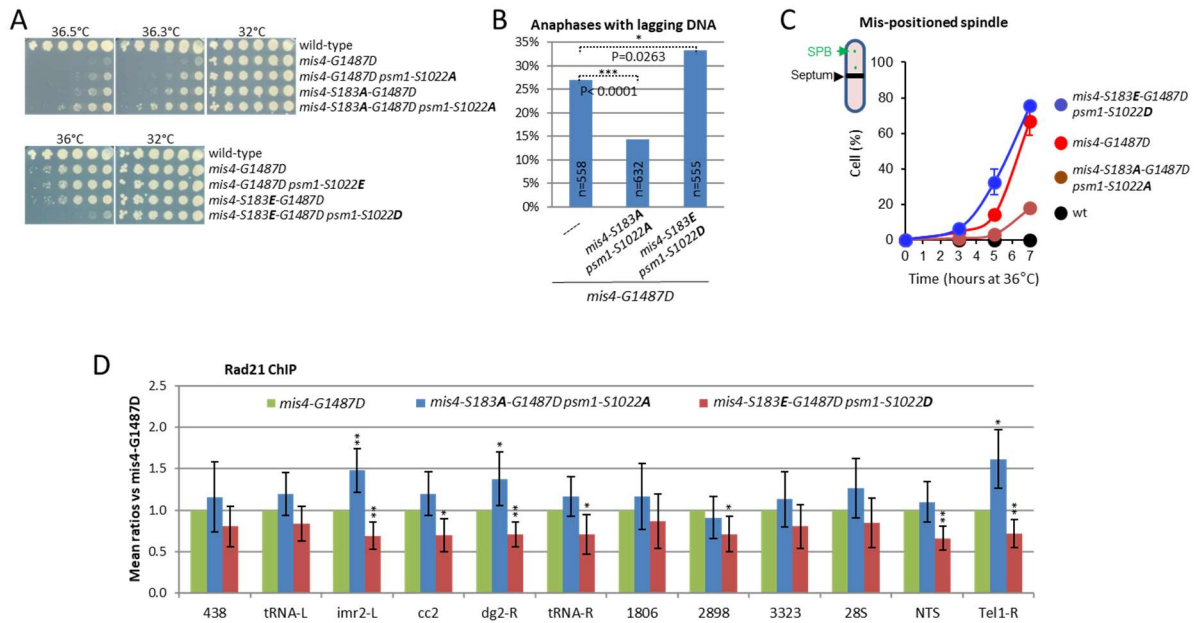 A
36.5°C
36.3°C
32°C
wild-type
mis4-G1487D
mis4-G1487D psm1-S1022A
mis4-S183A-G1487D
mis4-S183A-G1487D psm1-S1022A
36°C
32°C
wild-type
mis4-G1487D
mis4-G1487D psm1-S1022E
mis4-S183E-G1487D
mis4-S183E-G1487D psm1-S1022D
B
Anaphases with lagging DNA
35%
30%
25%
20%
15%
10%
5%
0%
*
P=0.0263
***
P< 0.0001
n=558
n=632
n=555
----
mis4-S183A
psm1-S1022A
mis4-S183E
psm1-S1022D
mis4-G1487D
C
Mis-positioned spindle
SPB
Septum
Cell (%)
100
80
60
40
20
0
0 1 2 3 4 5 6 7
Time (hours at 36°C)
mis4-S183E-G1487D
psm1-S1022D
mis4-G1487D
mis4-S183A-G1487D
psm1-S1022A
wt
D
Rad21 ChIP
Mean ratios vs mis4-G1487D
2.5
2.0
1.5
1.0
0.5
0.0
mis4-G1487D
mis4-S183A-G1487D psm1-S1022A
mis4-S183E-G1487D psm1-S1022D
** ** * * ** * * ** * **
438 tRNA-L imr2-L cc2 dg2-R tRNA-R 1806 2898 3323 28S NTS Tel1-R